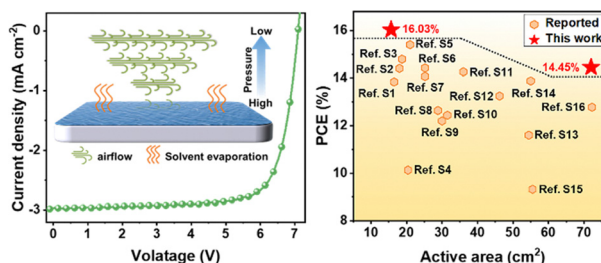 Current density (mA cm⁻²)
0
-1
-2
-3
0
1
2
3
4
5
6
7
Volatage (V)
Low
Pressure
High
airflow
Solvent evaporation
PCE (%)
16
14
12
10
8
10
20
30
40
50
60
70
Active area (cm²)
16.03%
Reported
This work
14.45%
Ref. S5
Ref. S3
Ref. S6
Ref. S2
Ref. S11
Ref. S1
Ref. S7
Ref. S14
Ref. S12
Ref. S16
Ref. S8
Ref. S10
Ref. S9
Ref. S13
Ref. S4
Ref. S15